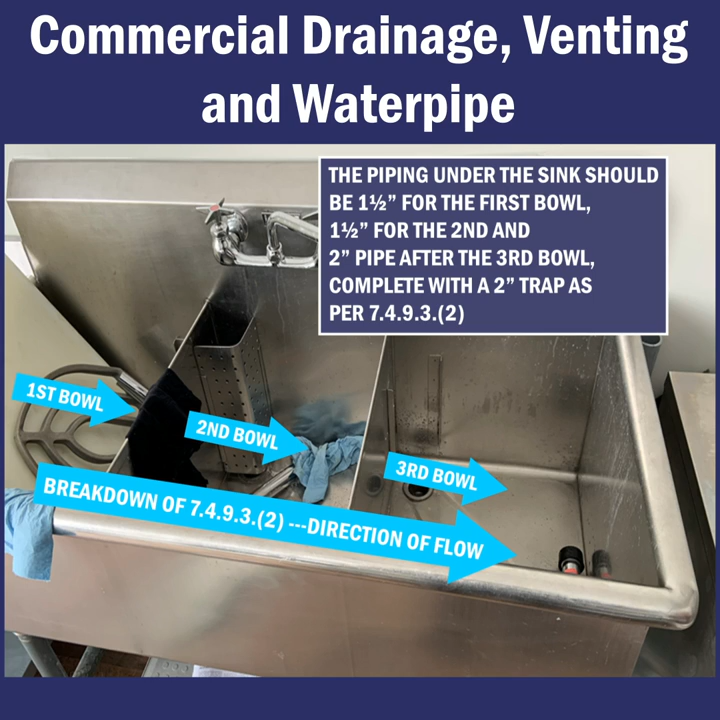 Commercial Drainage, Venting
and Waterpipe
THE PIPING UNDER THE SINK SHOULD
BE 1½” FOR THE FIRST BOWL,
1½” FOR THE 2ND AND
2” PIPE AFTER THE 3RD BOWL,
COMPLETE WITH A 2” TRAP AS
PER 7.4.9.3.(2)
1ST BOWL
2ND BOWL
3RD BOWL
BREAKDOWN OF 7.4.9.3.(2) ---DIRECTION OF FLOW